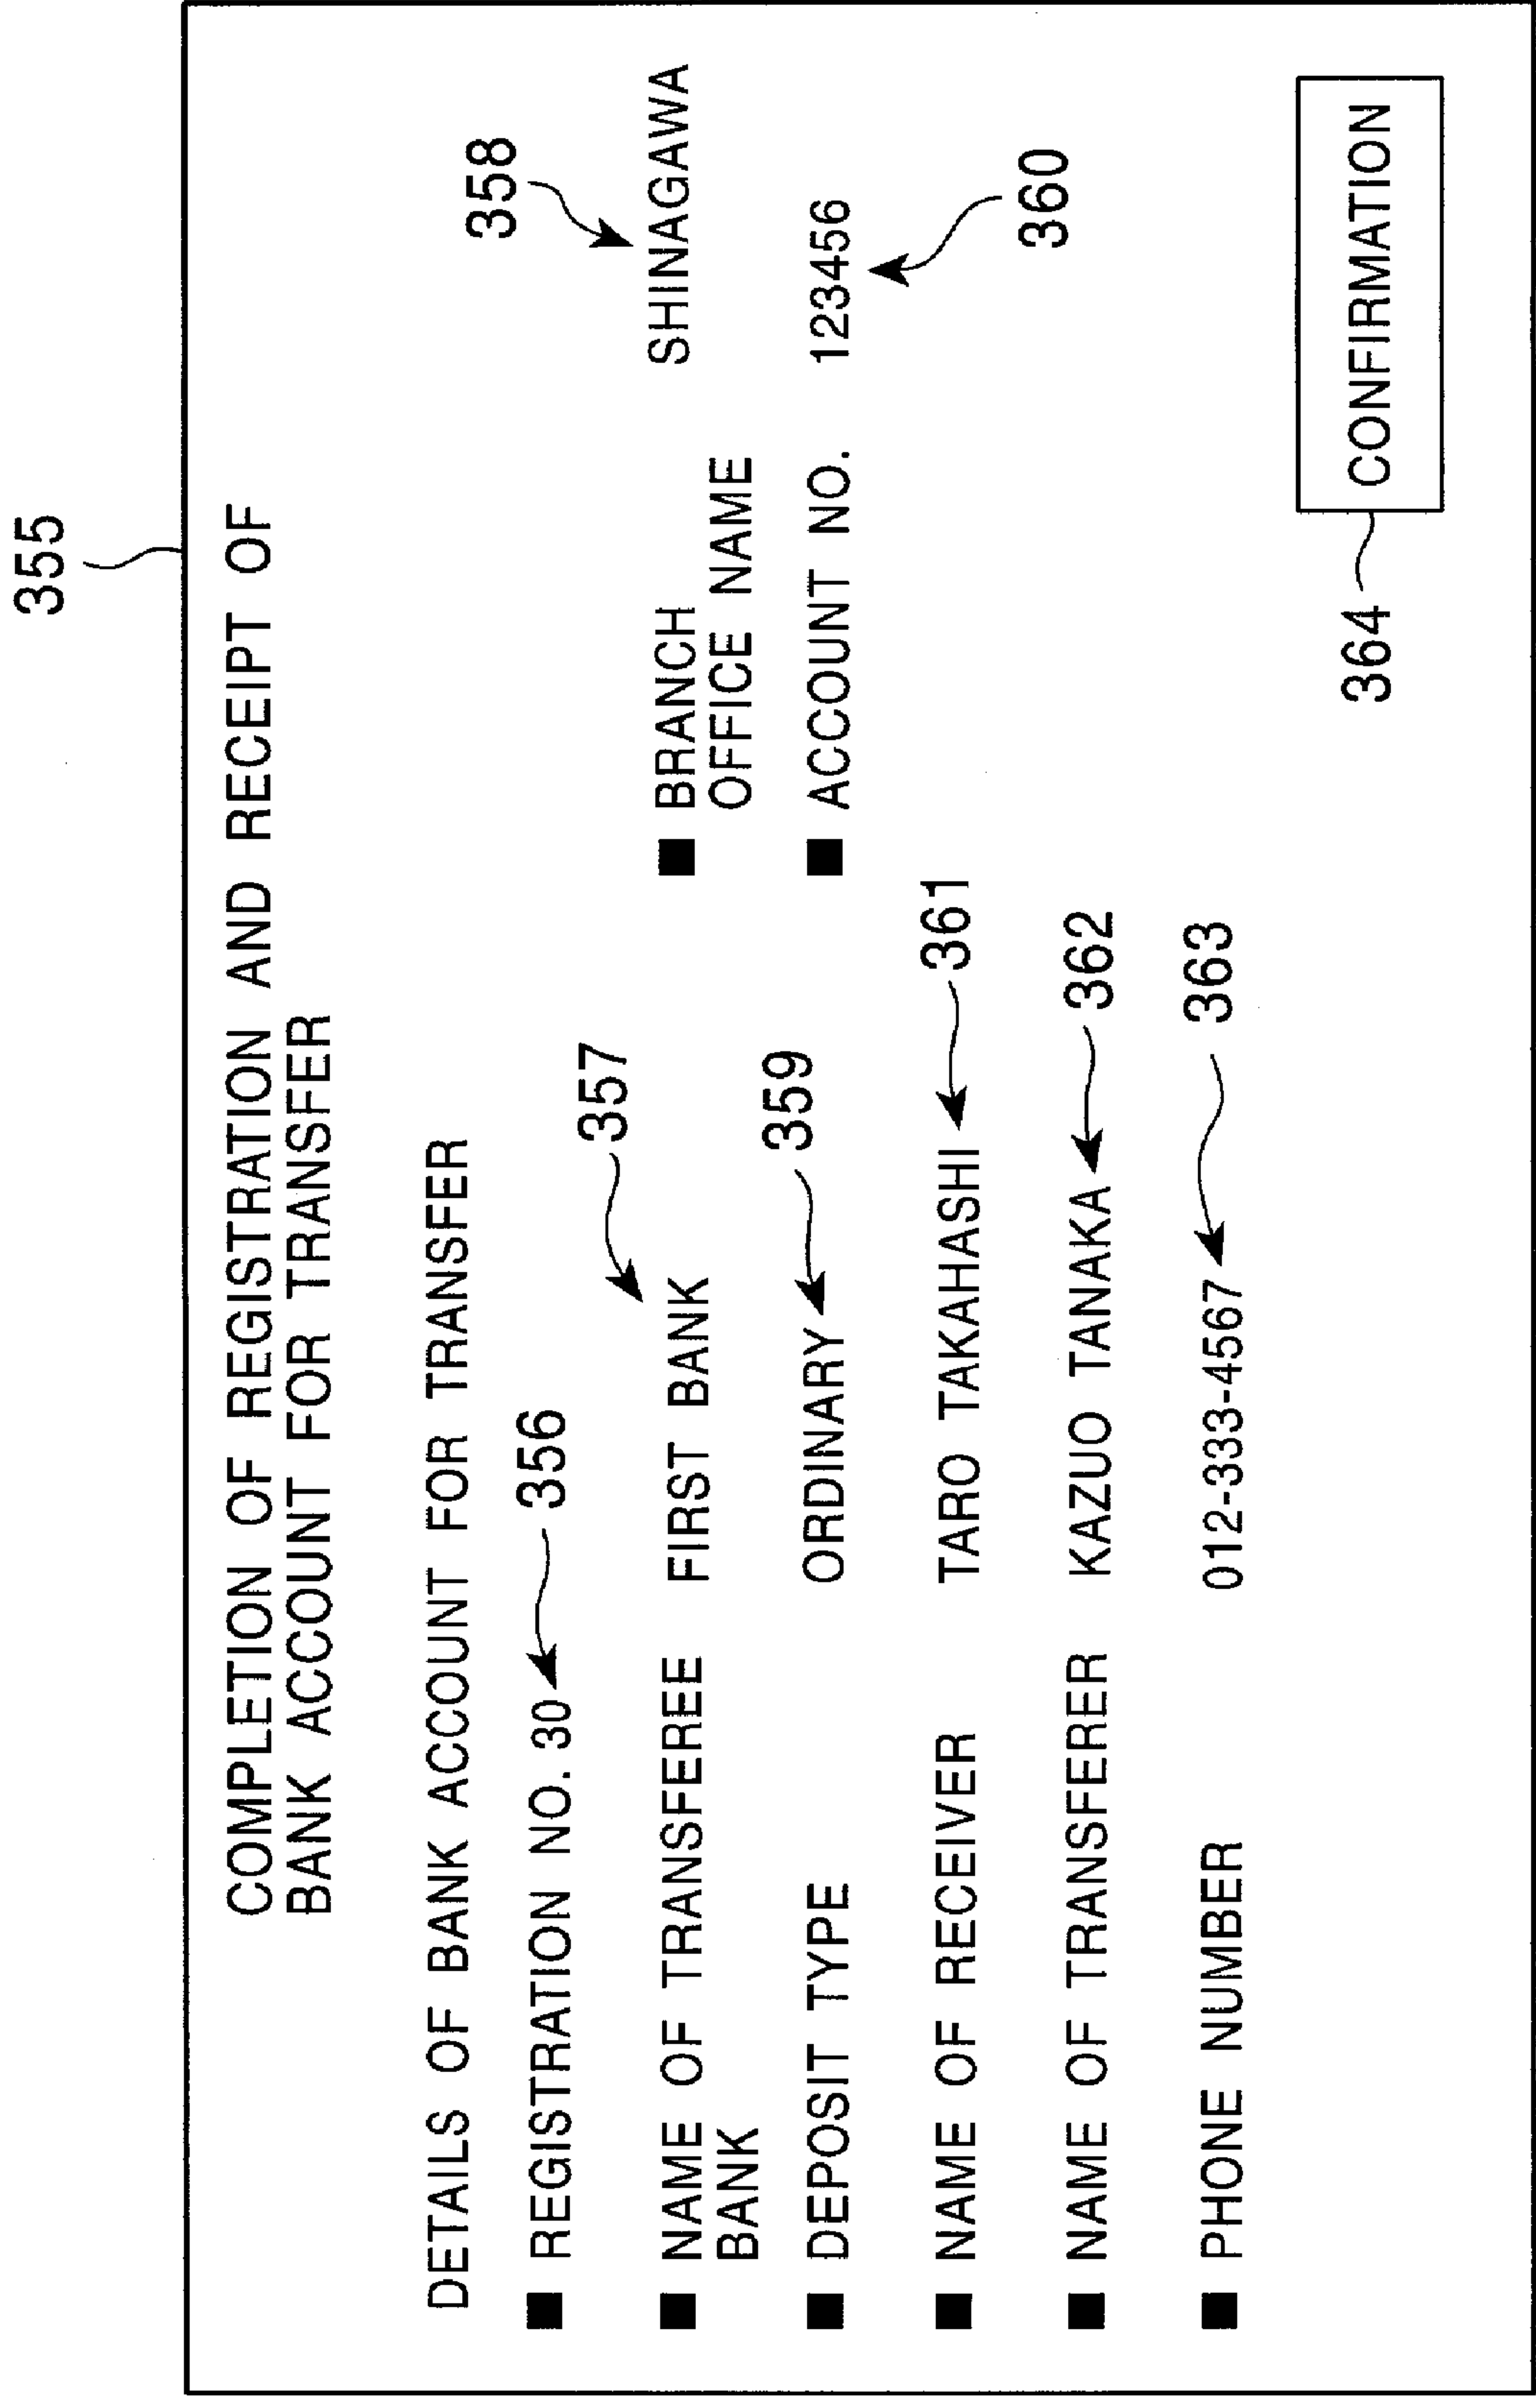 355
COMPLETION OF REGISTRATION AND RECEIPT OF
BANK ACCOUNT FOR TRANSFER
DETAILS OF BANK ACCOUNT FOR TRANSFER
■ REGISTRATION NO. 30 356
357
358
■ NAME OF TRANSFEREE FIRST BANK ■ BRANCH SHINAGAWA
BANK OFFICE NAME
359
■ DEPOSIT TYPE ORDINARY ■ ACCOUNT NO. 123456
360
■ NAME OF RECEIVER TARO TAKAHASHI 361
■ NAME OF TRANSFERER KAZUO TANAKA 362
■ PHONE NUMBER 012-333-4567 363
364 CONFIRMATION